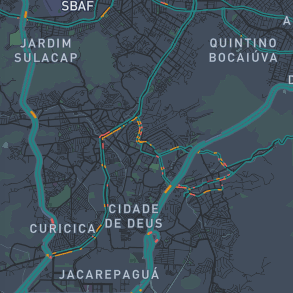 SBAF
JARDIM
SULACAP
QUINTINO
BOCAIÚVA
CIDADE
DE DEUS
CURICICA
JACAREPAGUÁ